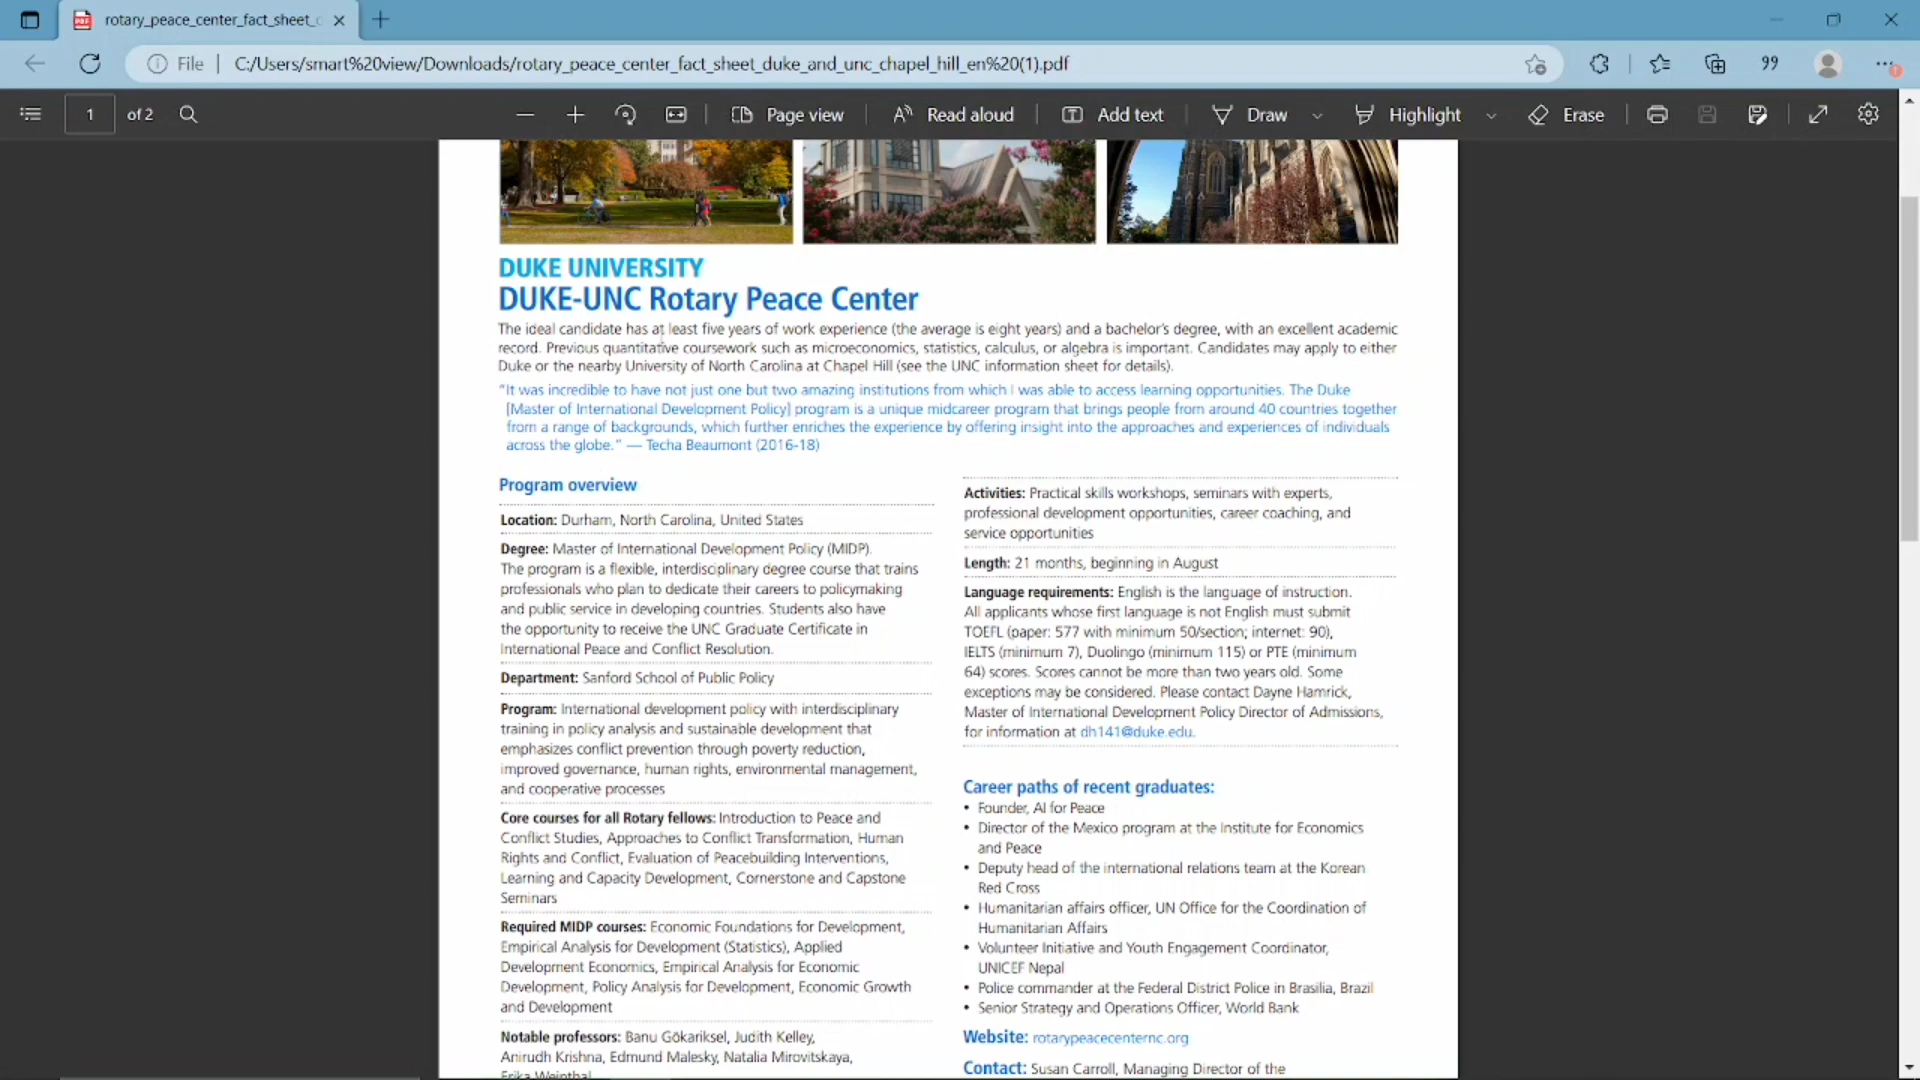 rotary_peace_center_fact_sheet_
File
C:/Users/smart%20view/Downloads/rotary_peace_center_fact_sheet_duke_and_unc_chapel_hill_en%20(1).pdf
1 of 2
Page view
Read aloud
Add text
Draw
Highlight
Erase
DUKE UNIVERSITY
DUKE-UNC Rotary Peace Center
The ideal candidate has at least five years of work experience (the average is eight years) and a bachelor's degree, with an excellent academic
record. Previous quantitative coursework such as microeconomics, statistics, calculus, or algebra is important. Candidates may apply to either
Duke or the nearby University of North Carolina at Chapel Hill (see the UNC information sheet for details).
"It was incredible to have not just one but two amazing institutions from which I was able to access learning opportunities. The Duke
[Master of International Development Policy] program is a unique midcareer program that brings people from around 40 countries together
from a range of backgrounds, which further enriches the experience by offering insight into the approaches and experiences of individuals
across the globe." — Techa Beaumont (2016-18)
Program overview
Location: Durham, North Carolina, United States
Degree: Master of International Development Policy (MIDP).
The program is a flexible, interdisciplinary degree course that trains
professionals who plan to dedicate their careers to policymaking
and public service in developing countries. Students also have
the opportunity to receive the UNC Graduate Certificate in
International Peace and Conflict Resolution.
Department: Sanford School of Public Policy
Program: International development policy with interdisciplinary
training in policy analysis and sustainable development that
emphasizes conflict prevention through poverty reduction,
improved governance, human rights, environmental management,
and cooperative processes
Core courses for all Rotary fellows: Introduction to Peace and
Conflict Studies, Approaches to Conflict Transformation, Human
Rights and Conflict, Evaluation of Peacebuilding Interventions,
Learning and Capacity Development, Cornerstone and Capstone
Seminars
Required MIDP courses: Economic Foundations for Development,
Empirical Analysis for Development (Statistics), Applied
Development Economics, Empirical Analysis for Economic
Development, Policy Analysis for Development, Economic Growth
and Development
Notable professors: Banu Gökariksel, Judith Kelley,
Anirudh Krishna, Edmund Malesky, Natalia Mirovitskaya,
Erika Weinthal
Activities: Practical skills workshops, seminars with experts,
professional development opportunities, career coaching, and
service opportunities
Length: 21 months, beginning in August
Language requirements: English is the language of instruction.
All applicants whose first language is not English must submit
TOEFL (paper: 577 with minimum 50/section; internet: 90),
IELTS (minimum 7), Duolingo (minimum 115) or PTE (minimum
64) scores. Scores cannot be more than two years old. Some
exceptions may be considered. Please contact Dayne Hamrick,
Master of International Development Policy Director of Admissions,
for information at dh141@duke.edu.
Career paths of recent graduates:
• Founder, AI for Peace
• Director of the Mexico program at the Institute for Economics
and Peace
• Deputy head of the international relations team at the Korean
Red Cross
• Humanitarian affairs officer, UN Office for the Coordination of
Humanitarian Affairs
• Volunteer Initiative and Youth Engagement Coordinator,
UNICEF Nepal
• Police commander at the Federal District Police in Brasilia, Brazil
• Senior Strategy and Operations Officer, World Bank
Website: rotarypeacecenternc.org
Contact: Susan Carroll, Managing Director of the